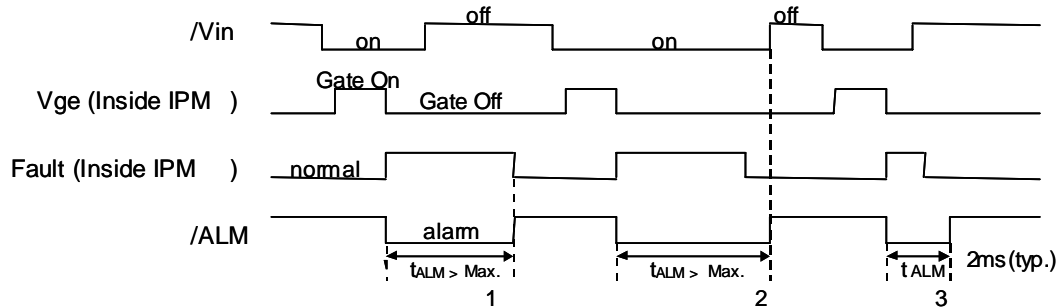 off off
/Vin
on on
Gate On
Vge (Inside IPM )
Gate Off
normal
Fault (Inside IPM )
/ALM
alarm
tALM > Max. tALM > Max. tALM 2ms(typ.)
1 2 3